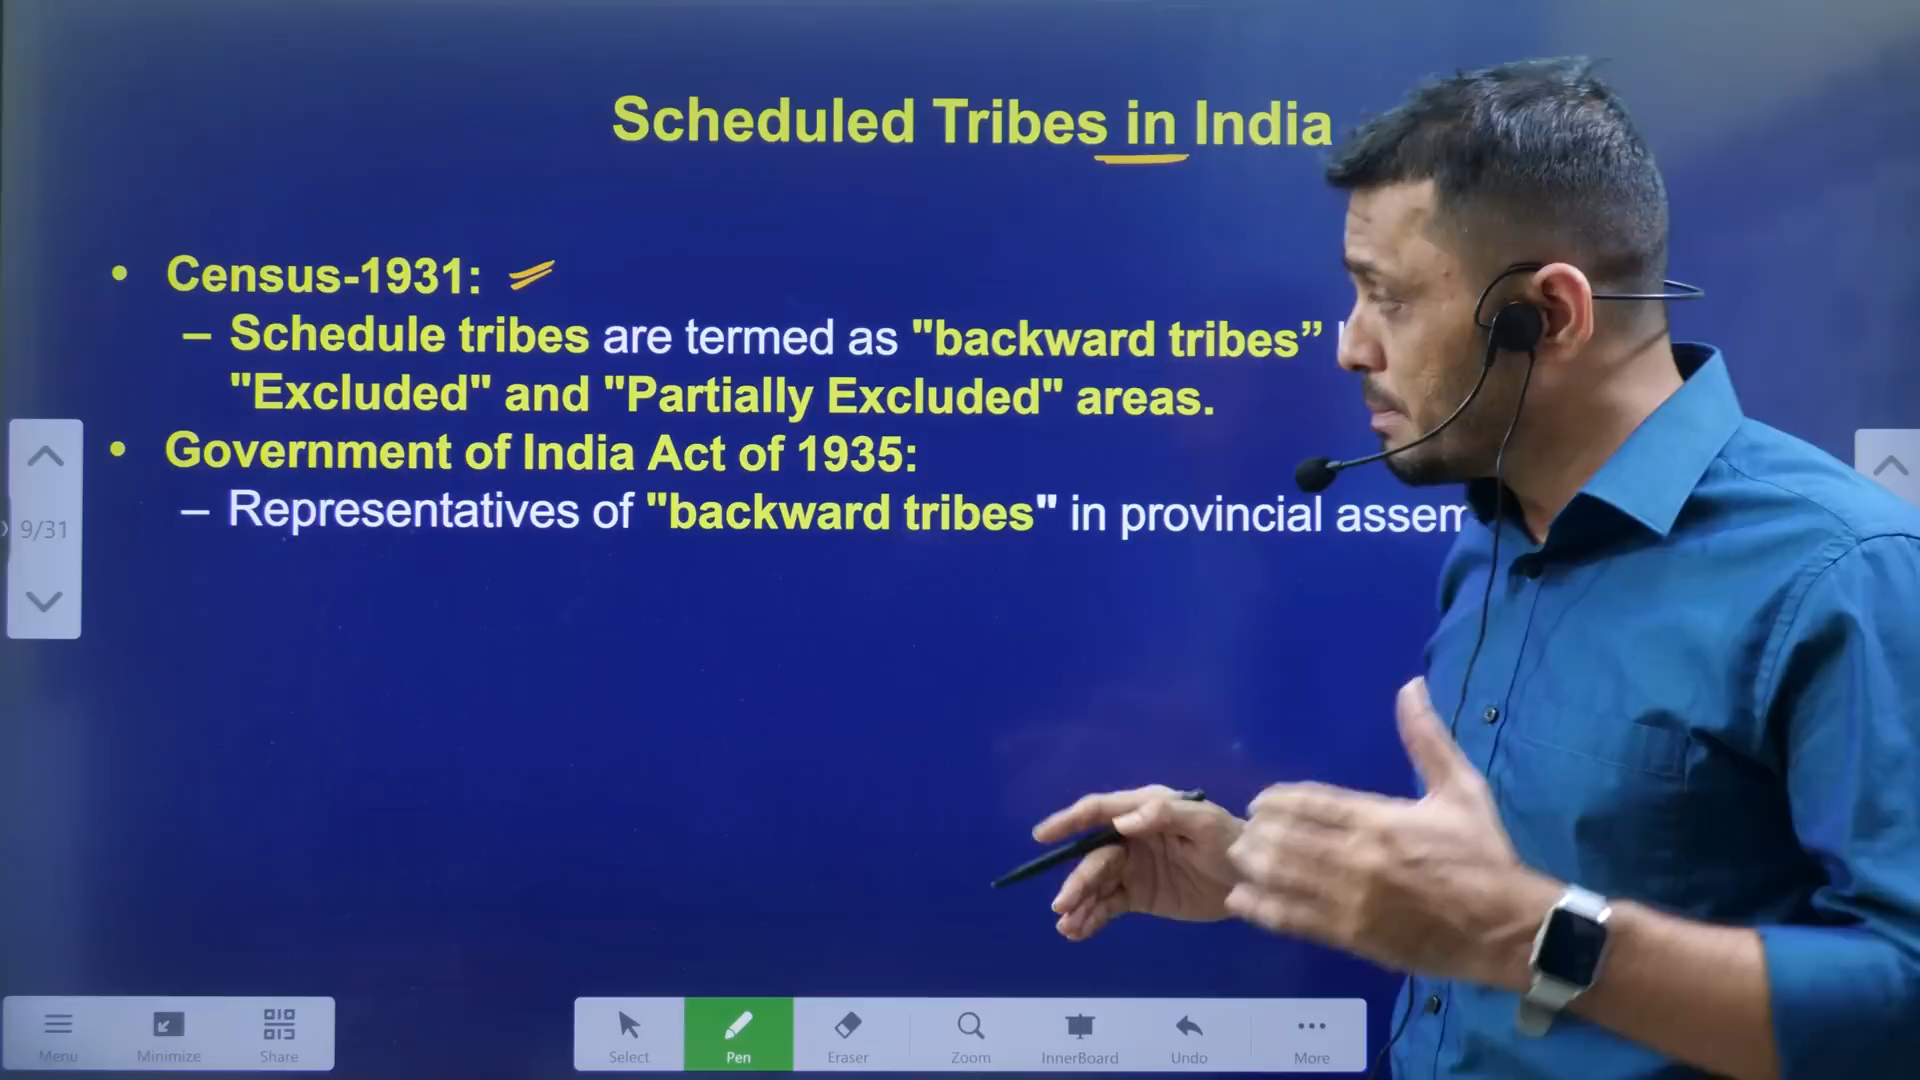 Scheduled Tribes in India
• Census-1931:
– Schedule tribes are termed as "backward tribes”
"Excluded" and "Partially Excluded" areas.
• Government of India Act of 1935:
– Representatives of "backward tribes" in provincial assem
9/31
Menu Minimize Share Select Pen Eraser Zoom InnerBoard Undo More